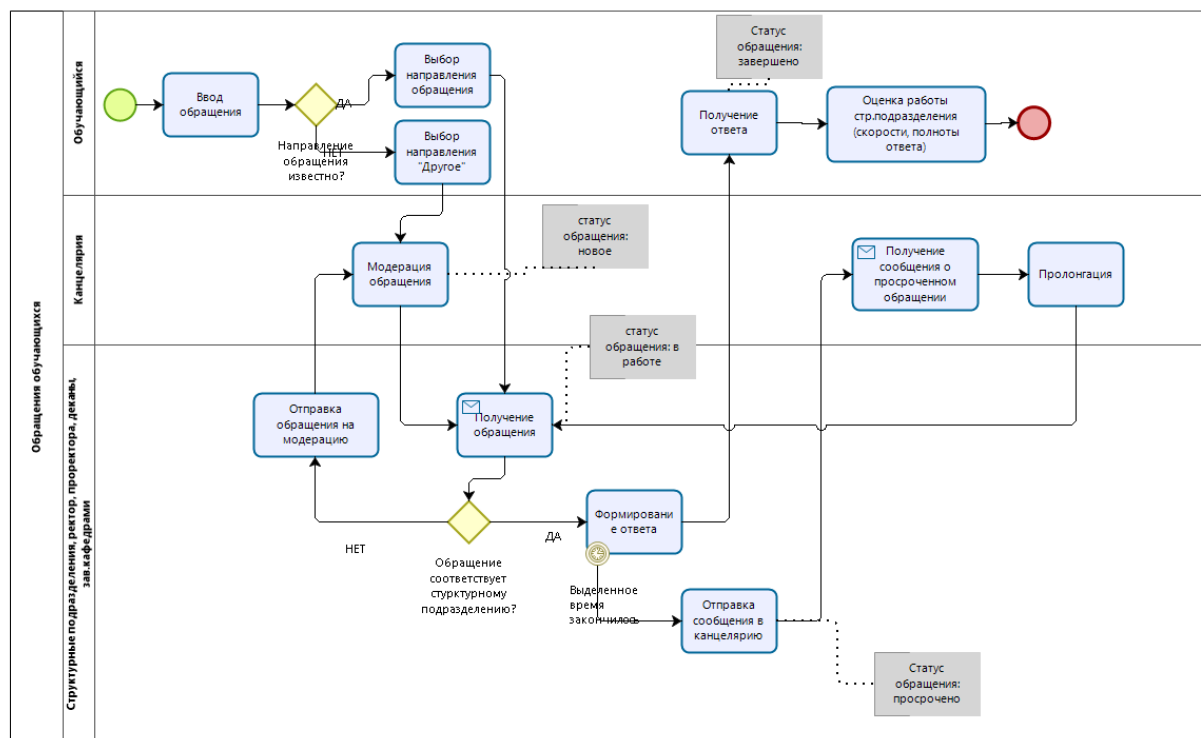 Обращения обучающихся
Обучающийся
Ввод
обращения
ДА
НЕТ
Направление
обращения
известно?
Выбор
направления
обращения
Выбор
направления
"Другое"
Статус
обращения:
завершено
Получение
ответа
Оценка работы
стр.подразделения
(скорости, полноты
ответа)
Канцелярия
Модерация
обращения
статус
обращения:
новое
Получение
сообщения о
просроченном
обращении
Пролонгация
Структурные подразделения, ректор, проректора, деканы,
зав.кафедрами
статус
обращения: в
работе
Отправка
обращения на
модерацию
Получение
обращения
НЕТ
Обращение
соответствует
стурктурному
подразделению?
ДА
Формировани
е ответа
Выделенное
время
закончилось
Отправка
сообщения в
канцелярию
Статус
обращения:
просрочено